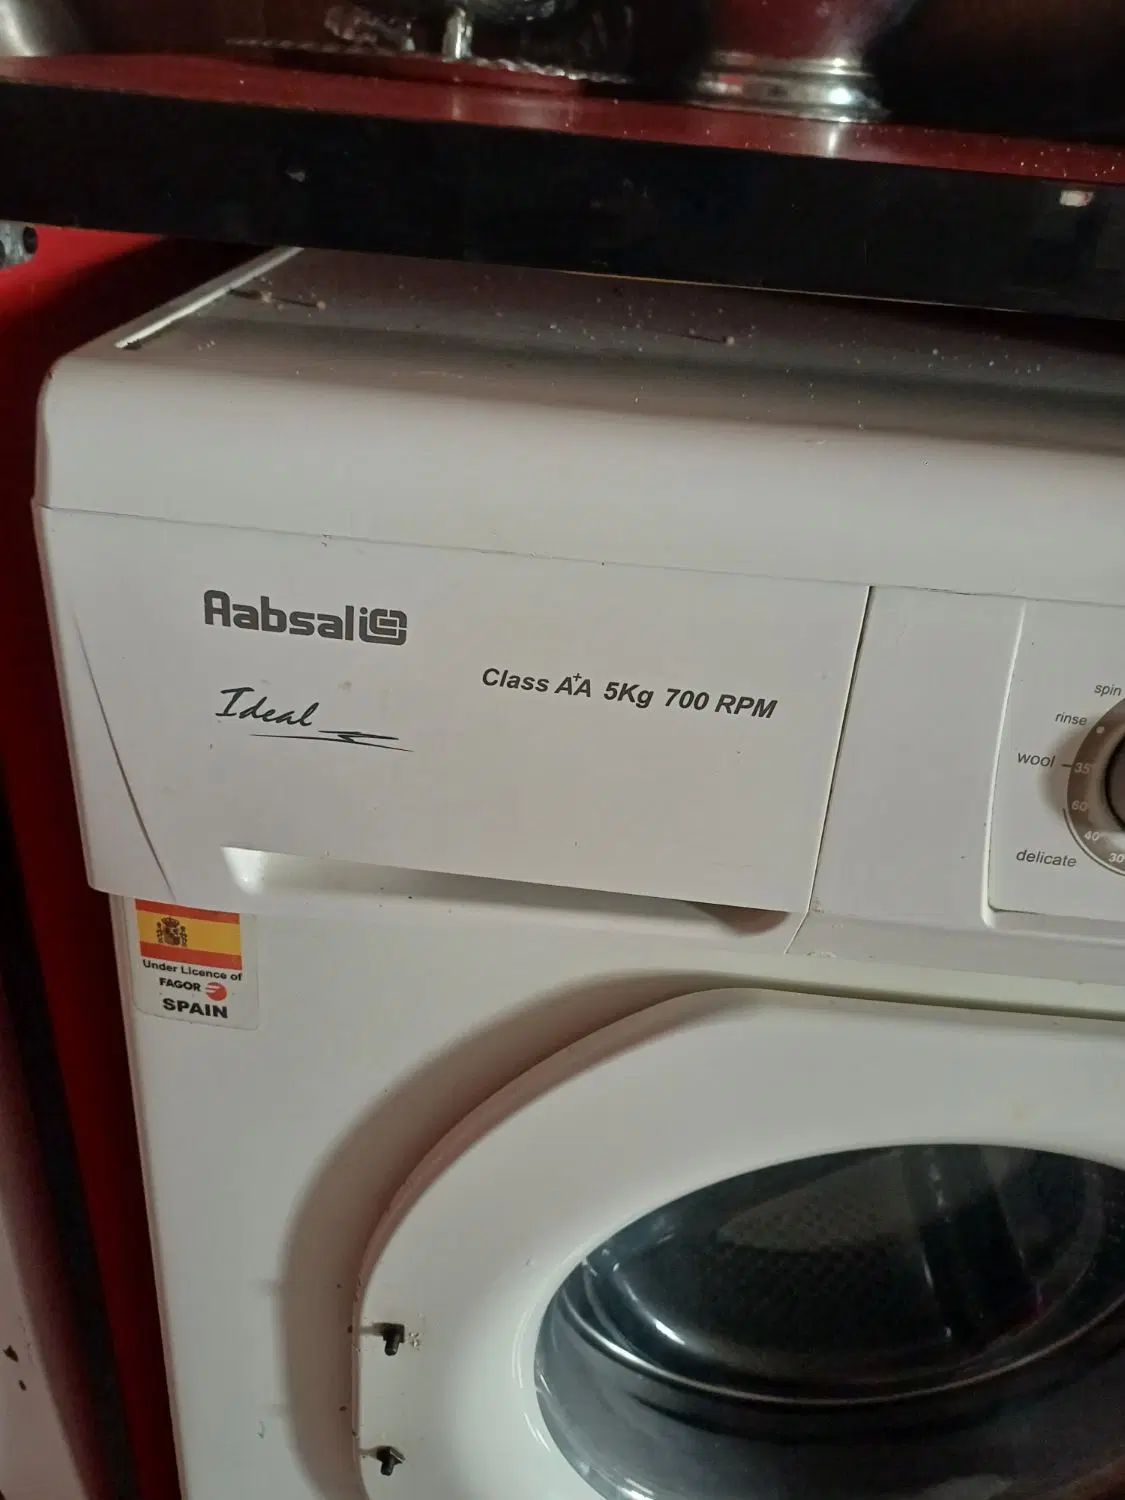 Aabsal
Ideal
Class A+A 5Kg 700 RPM
spin
rinse
wool 35
60
40
30
delicate
Under Licence of
FAGOR
SPAIN